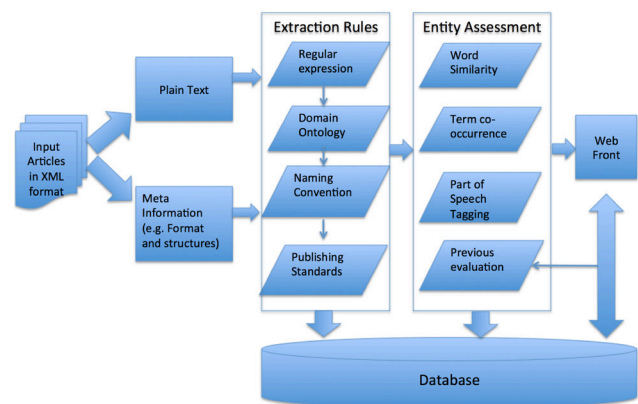 Input
Articles
in XML
format
Plain Text
Meta
Information
(e.g. Format
and structures)
Extraction Rules
Regular
expression
Domain
Ontology
Naming
Convention
Publishing
Standards
Entity Assessment
Word
Similarity
Term co-
occurrence
Part of
Speech
Tagging
Previous
evaluation
Web
Front
Database